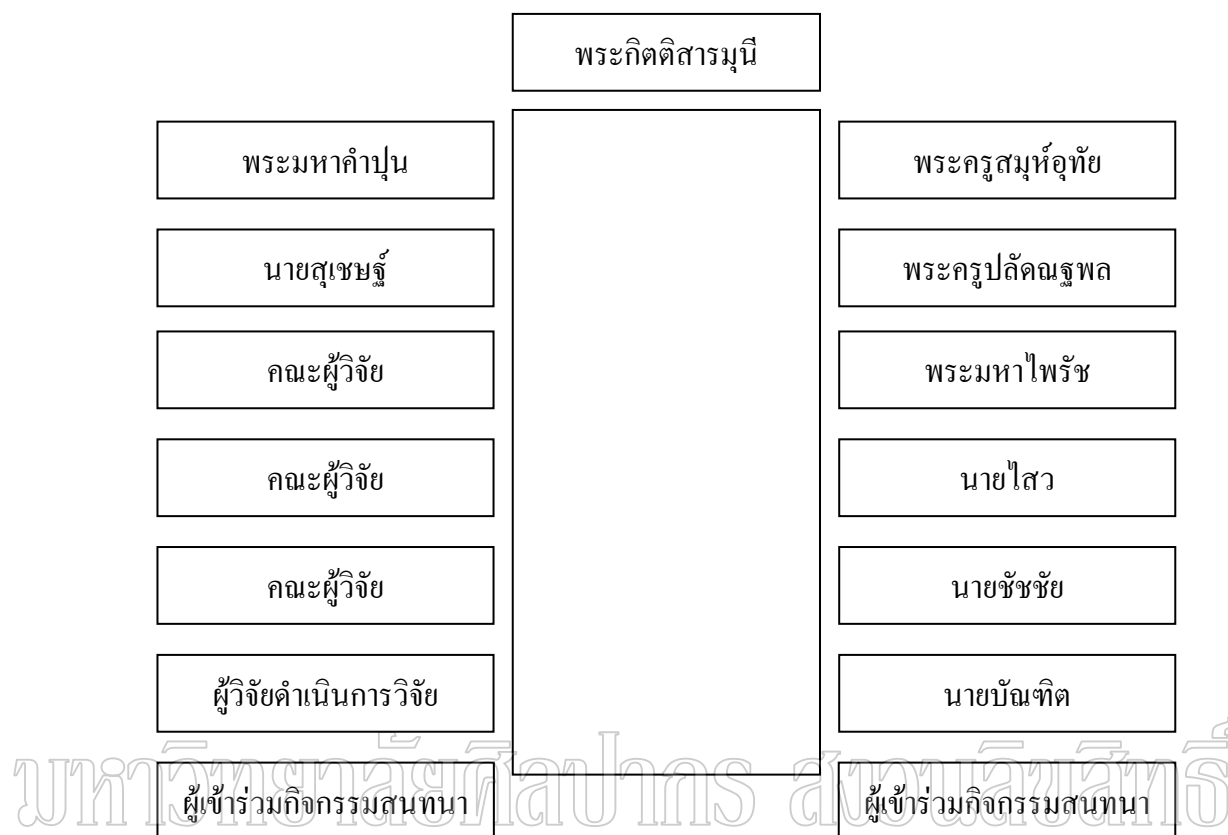 พระกิตติสารมุนี
พระมหาคำปุน
พระครูสมุห์อุทัย
นายสุเชษฐ์
พระครูปลัดณฐพล
คณะผู้วิจัย
พระมหาไพรัช
คณะผู้วิจัย
นายไสว
คณะผู้วิจัย
นายชัชชัย
ผู้วิจัยดำเนินการวิจัย
นายบัณฑิต
มหาวิทยาลัยศิลปากร สงวนลิขสิทธิ์
ผู้เข้าร่วมกิจกรรมสนทนา
ผู้เข้าร่วมกิจกรรมสนทนา